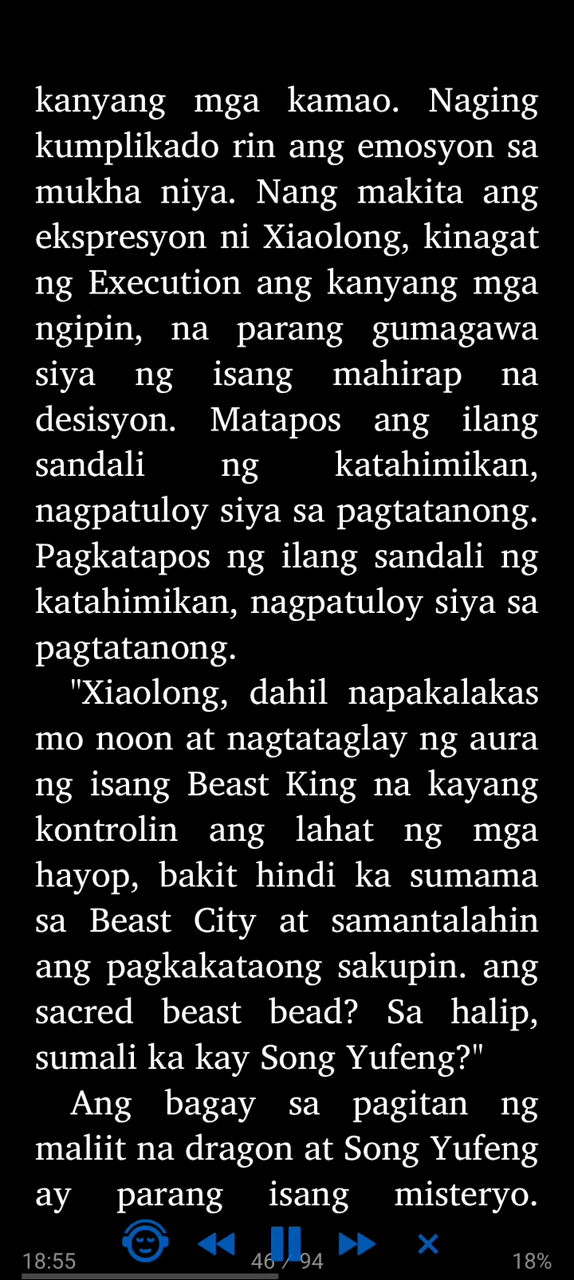 kanyang mga kamao. Naging
kumplikado rin ang emosyon sa
mukha niya. Nang makita ang
ekspresyon ni Xiaolong, kinagat
ng Execution ang kanyang mga
ngipin, na parang gumagawa
siya ng isang mahirap na
desisyon. Matapos ang ilang
sandali ng katahimikan,
nagpatuloy siya sa pagtatanong.
Pagkatapos ng ilang sandali ng
katahimikan, nagpatuloy siya sa
pagtatanong.
"Xiaolong, dahil napakalakas
mo noon at nagtataglay ng aura
ng isang Beast King na kayang
kontrolin ang lahat ng mga
hayop, bakit hindi ka sumama
sa Beast City at samantalahin
ang pagkakataong sakupin. ang
sacred beast bead? Sa halip,
sumali ka kay Song Yufeng?"
Ang bagay sa pagitan ng
maliit na dragon at Song Yufeng
ay parang isang misteryo.
18:55 46 / 94 18%